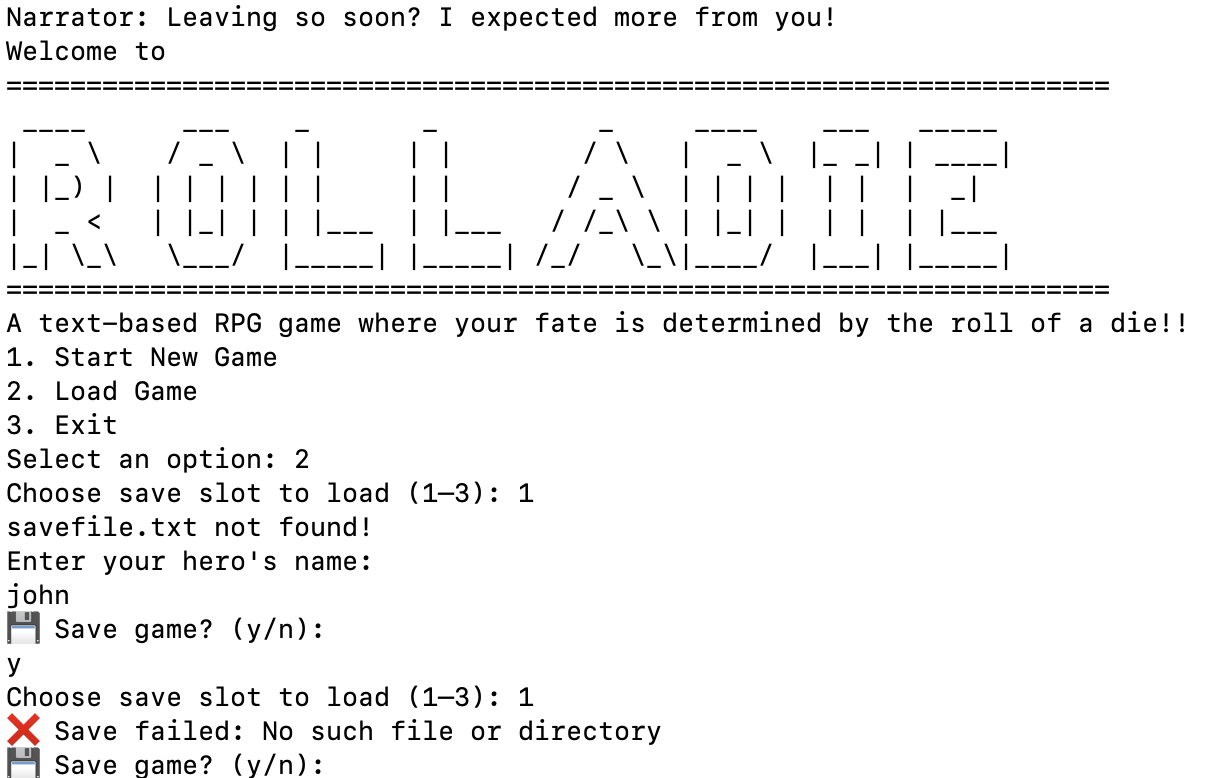 Narrator: Leaving so soon? I expected more from you!
Welcome to
=====================================================================
 ____      ___    _       _          _     ____    ___   _____
|  _ \    / _ \  | |     | |        / \   |  _ \  |_ _| | ____|
| |_) |  | | | | | |     | |       / _ \  | | | |  | |  |  _|
|  _ <   | |_| | | |___  | |___   / /_\ \ | |_| |  | |  | |___
|_| \_\   \___/  |_____| |_____| /_/   \_\|____/  |___| |_____|
=====================================================================
A text-based RPG game where your fate is determined by the roll of a die!!
1. Start New Game
2. Load Game
3. Exit
Select an option: 2
Choose save slot to load (1–3): 1
savefile.txt not found!
Enter your hero's name:
john
💾 Save game? (y/n):
y
Choose save slot to load (1–3): 1
❌ Save failed: No such file or directory
💾 Save game? (y/n):